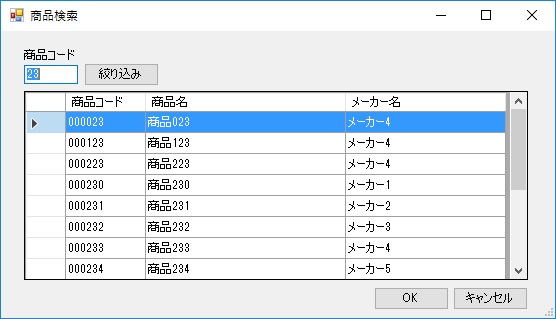 商品検索
商品コード
23 絞り込み
商品コード 商品名 メーカー名
000023 商品023 メーカー4
000123 商品123 メーカー4
000223 商品223 メーカー4
000230 商品230 メーカー1
000231 商品231 メーカー2
000232 商品232 メーカー3
000233 商品233 メーカー4
000234 商品234 メーカー5
OK キャンセル